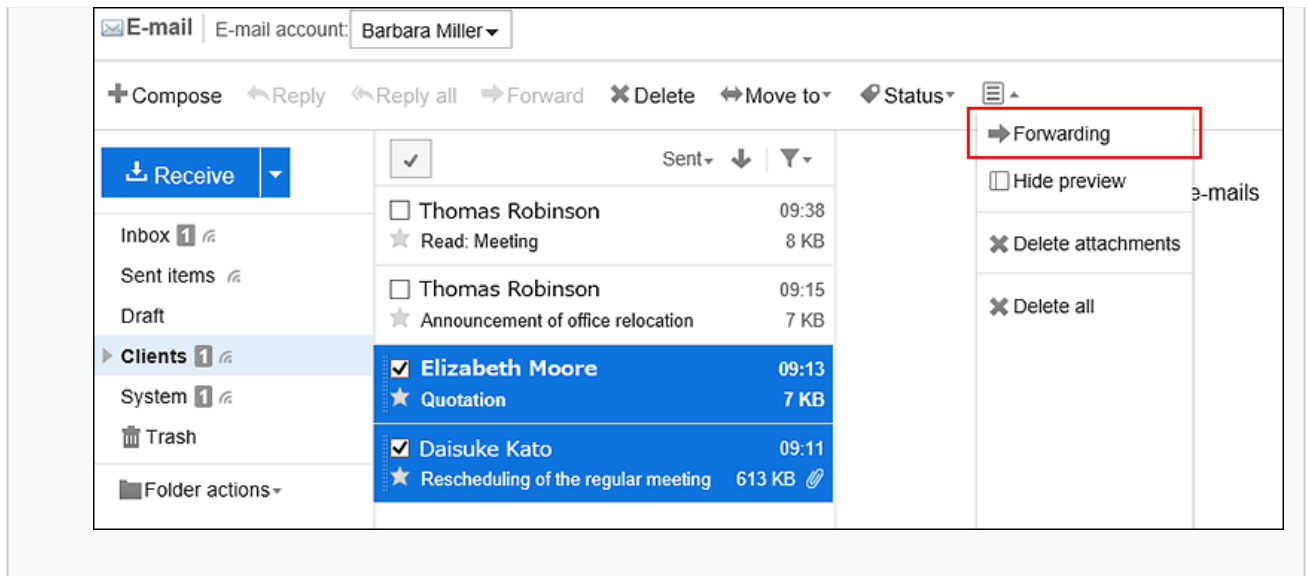 E-mail E-mail account: Barbara Miller
Compose Reply Reply all Forward Delete Move to Status
Forwarding
Hide preview
Delete attachments
Delete all
e-mails
Receive
Inbox 1
Sent items
Draft
Clients 1
System 1
Trash
Folder actions
Sent
Thomas Robinson 09:38
Read: Meeting 8 KB
Thomas Robinson 09:15
Announcement of office relocation 7 KB
Elizabeth Moore 09:13
Quotation 7 KB
Daisuke Kato 09:11
Rescheduling of the regular meeting 613 KB